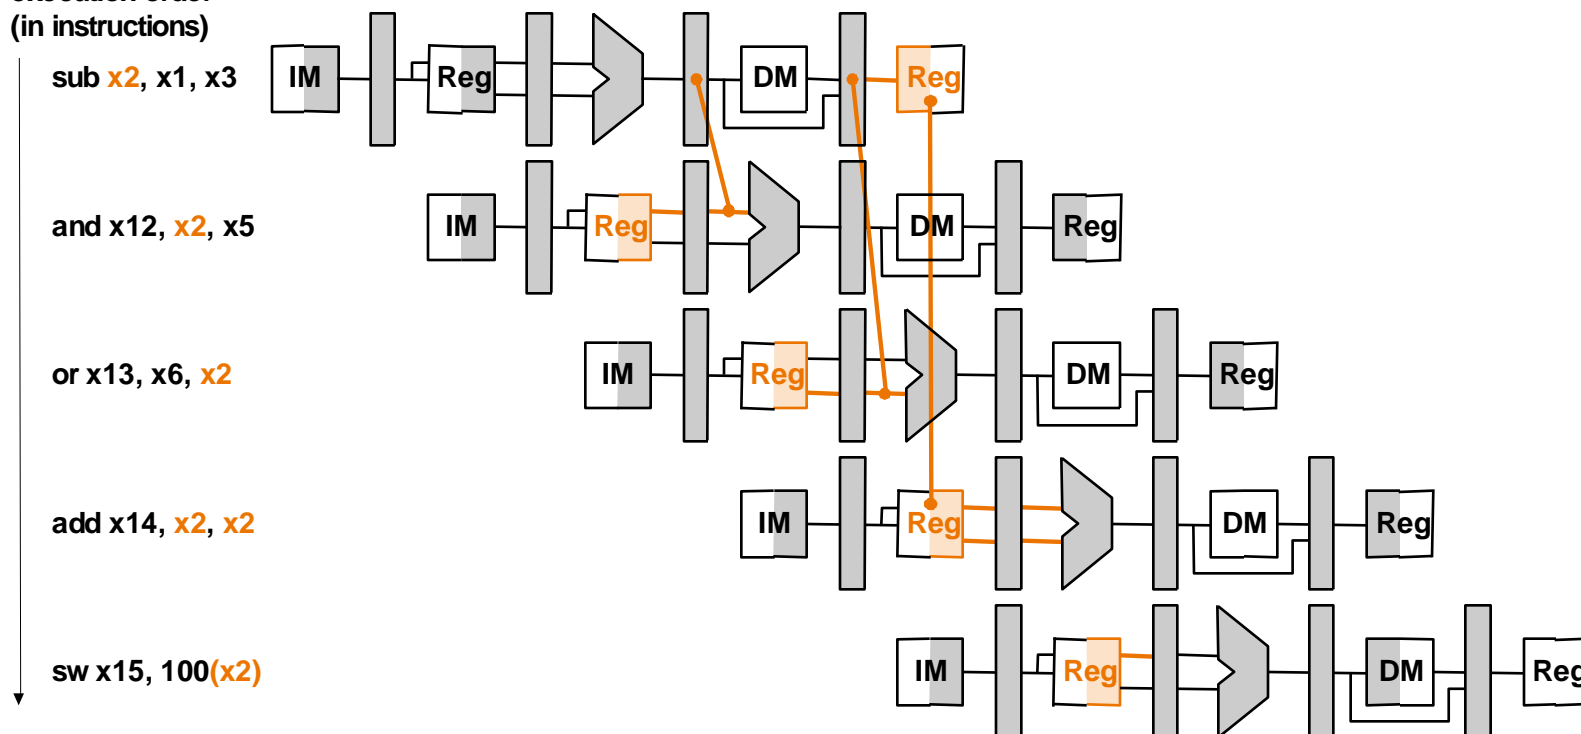 (in instructions)
sub x2, x1, x3
IM Reg DM Reg
and x12, x2, x5
IM Reg DM Reg
or x13, x6, x2
IM Reg DM Reg
add x14, x2, x2
IM Reg DM Reg
sw x15, 100(x2)
IM Reg DM Reg